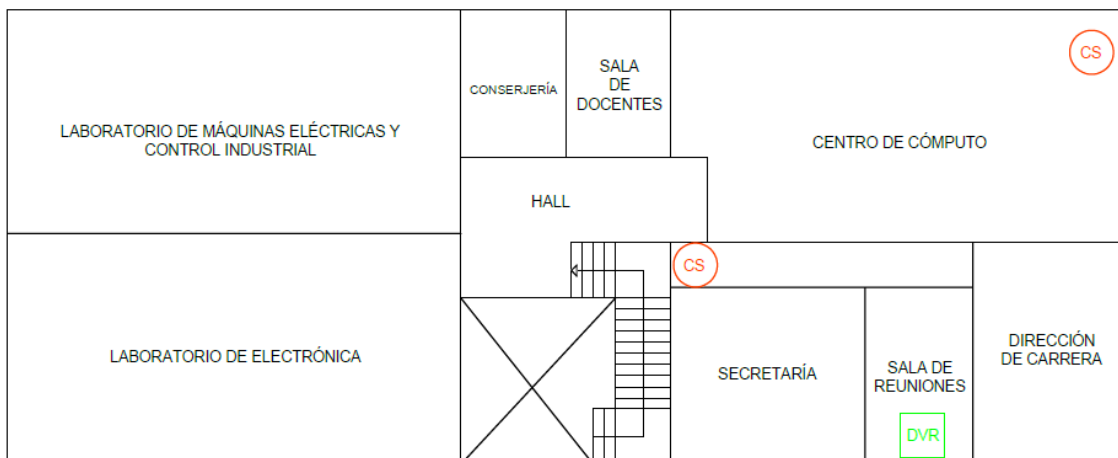 CS
SALA
DE
DOCENTES
CONSERJERÍA
LABORATORIO DE MÁQUINAS ELÉCTRICAS Y
CONTROL INDUSTRIAL
CENTRO DE CÓMPUTO
HALL
CS
LABORATORIO DE ELECTRÓNICA
SECRETARÍA
SALA DE
REUNIONES
DIRECCIÓN
DE CARRERA
DVR